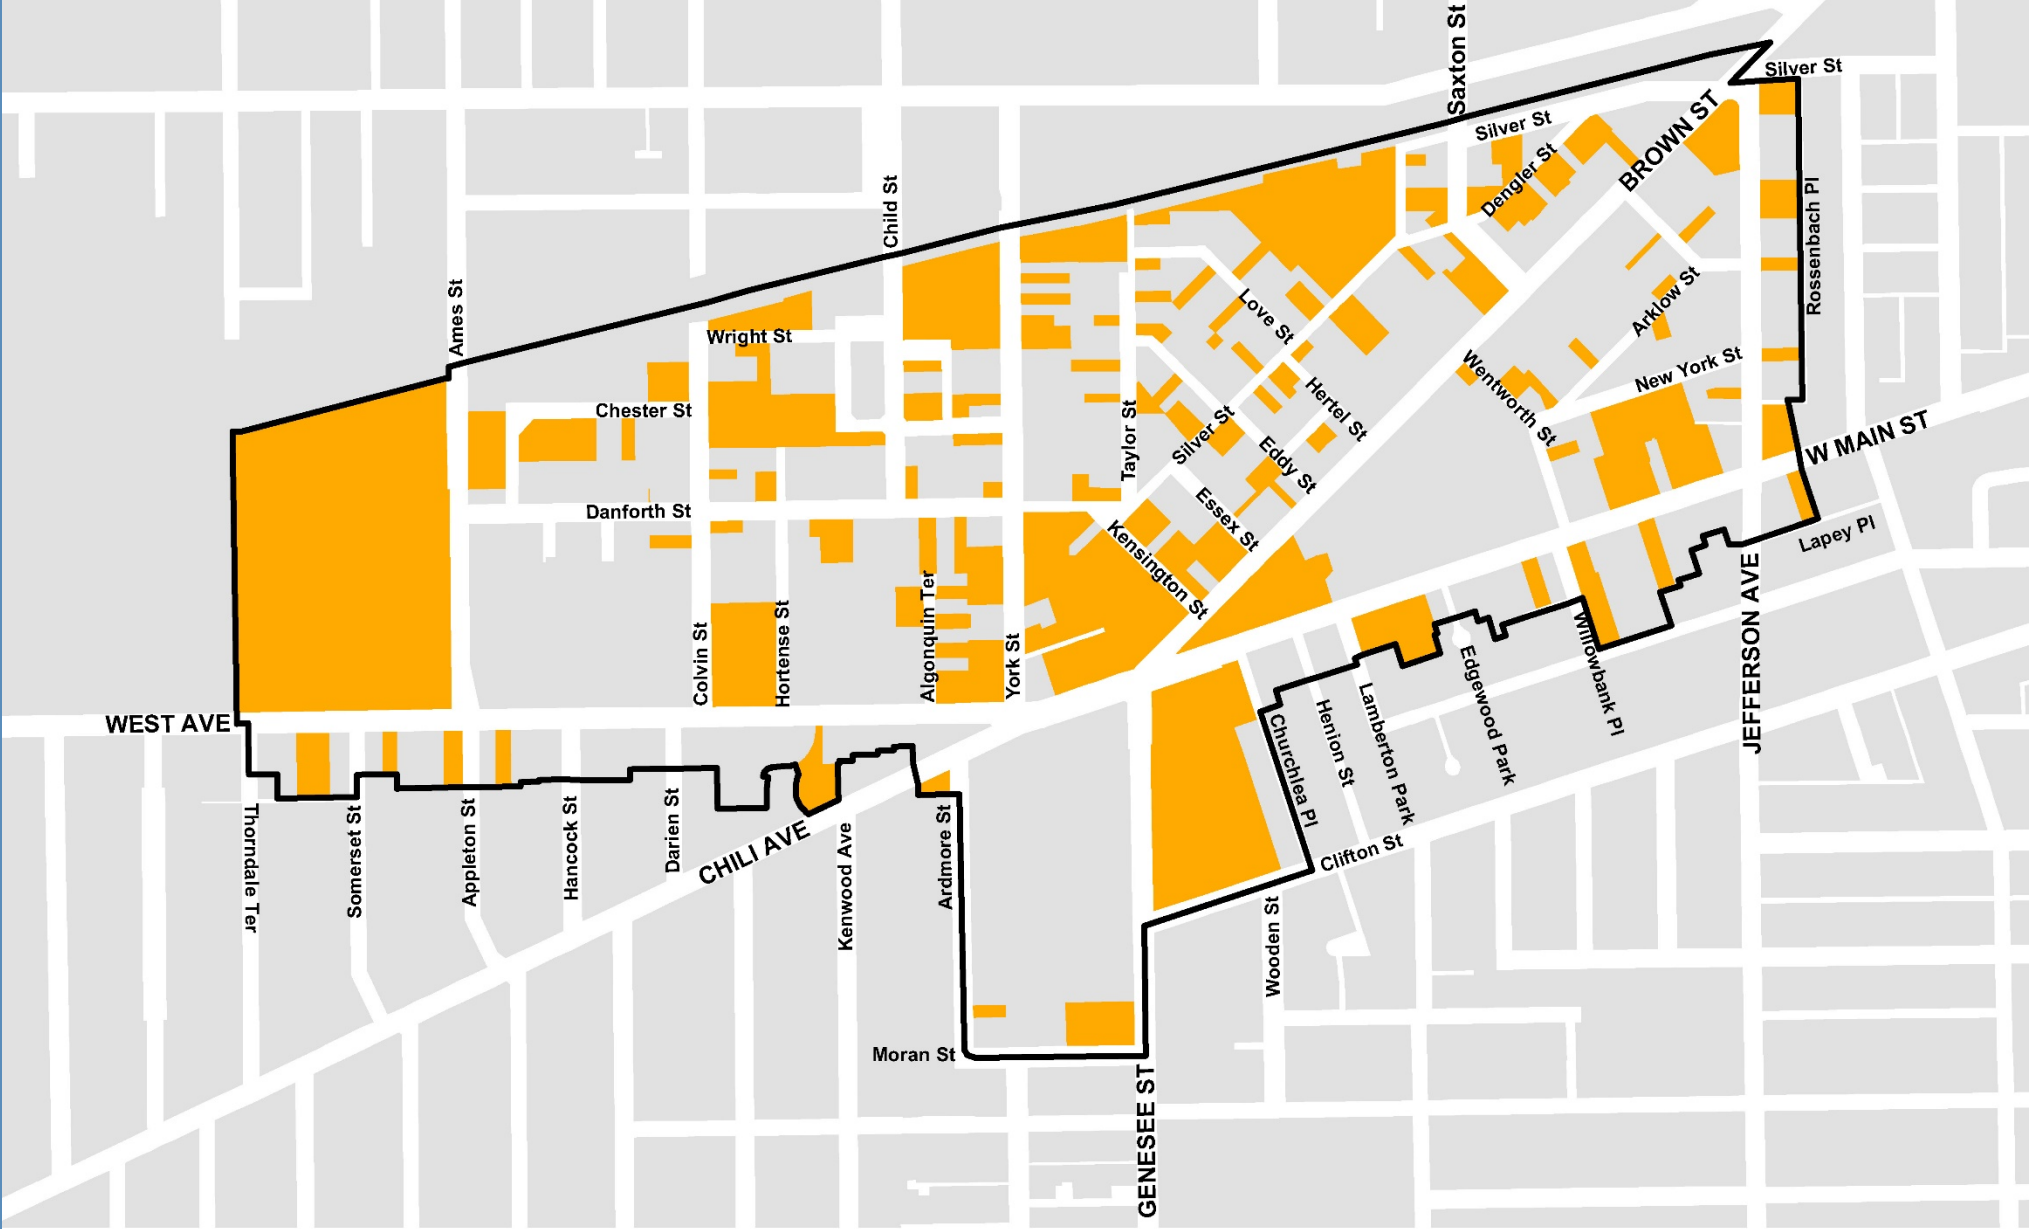 Saxton St
Silver St
Silver St
BROWN ST
Dengler St
Child St
Rosenbach Pl
Ames St
Love St
Arklow St
Wright St
Wentworth St
New York St
Hertel St
Chester St
Taylor St
Silver St
W MAIN ST
Eddy St
Danforth St
Essex St
Kensington St
Lapey Pl
JEFFERSON AVE
Algonquin Ter
Colvin St
Hortense St
York St
Willowbank Pl
Edgewood Park
WEST AVE
Lamberton Park
Henion St
Churchlea Pl
Thorndale Ter
Somerset St
Appleton St
Hancock St
Darien St
CHILI AVE
Kenwood Ave
Ardmore St
Clifton St
Wooden St
Moran St
GENESEE ST